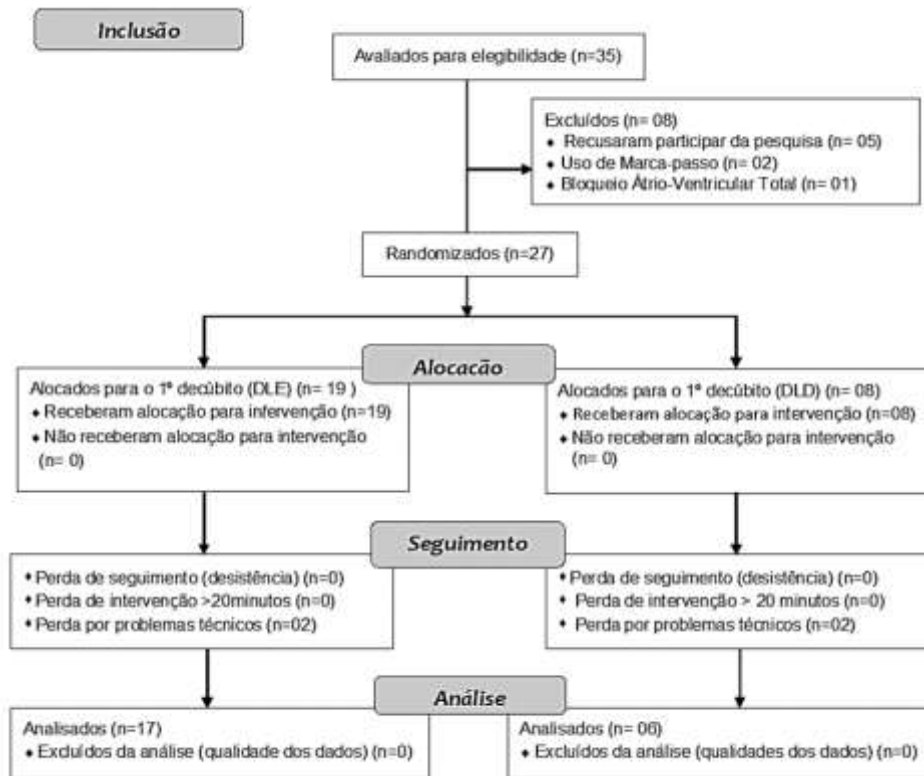 Inclusão
Avaliados para elegibilidade (n=35)
Excluídos (n= 08)
♦ Recusaram participar da pesquisa (n= 05)
♦ Uso de Marca-passo (n= 02)
♦ Bloqueio Átrio-Ventricular Total (n= 01)
Randomizados (n=27)
Alocacão
Alocados para o 1º decúbito (DLE) (n= 19 )
♦ Receberam alocação para intervenção (n=19)
♦ Não receberam alocação para intervenção
(n= 0)
Alocados para o 1º decúbito (DLD) (n= 08)
♦ Receberam alocação para intervenção (n=08)
♦ Não receberam alocação para intervenção
(n= 0)
Seguimento
♦ Perda de seguimento (desistência) (n=0)
♦ Perda de intervenção >20minutos (n=0)
♦ Perda por problemas técnicos (n=02)
♦ Perda de seguimento (desistência) (n=0)
♦ Perda de intervenção > 20 minutos (n=0)
♦ Perda por problemas técnicos (n=02)
Análise
Analisados (n=17)
♦ Excluídos da análise (qualidade dos dados) (n=0)
Analisados (n= 06)
♦ Excluídos da análise (qualidades dos dados) (n=0)